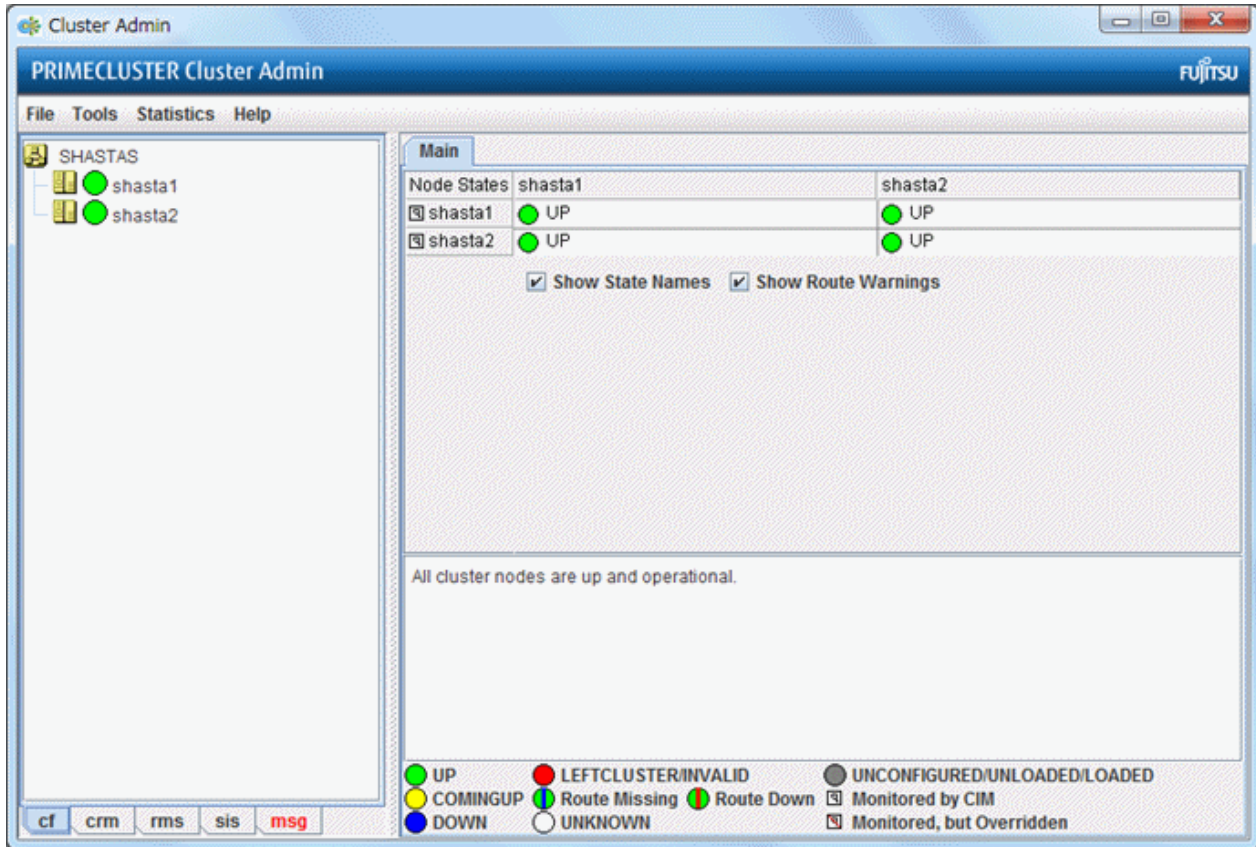 Cluster Admin
PRIMECLUSTER Cluster Admin
FUJITSU
File Tools Statistics Help
SHASTAS
shasta1
shasta2
Main
Node States shasta1 shasta2
shasta1 UP UP
shasta2 UP UP
Show State Names Show Route Warnings
All cluster nodes are up and operational.
UP LEFTCLUSTER/INVALID UNCONFIGURED/UNLOADED/LOADED
COMINGUP Route Missing Route Down Monitored by CIM
DOWN UNKNOWN Monitored, but Overridden
cf crm rms sis msg